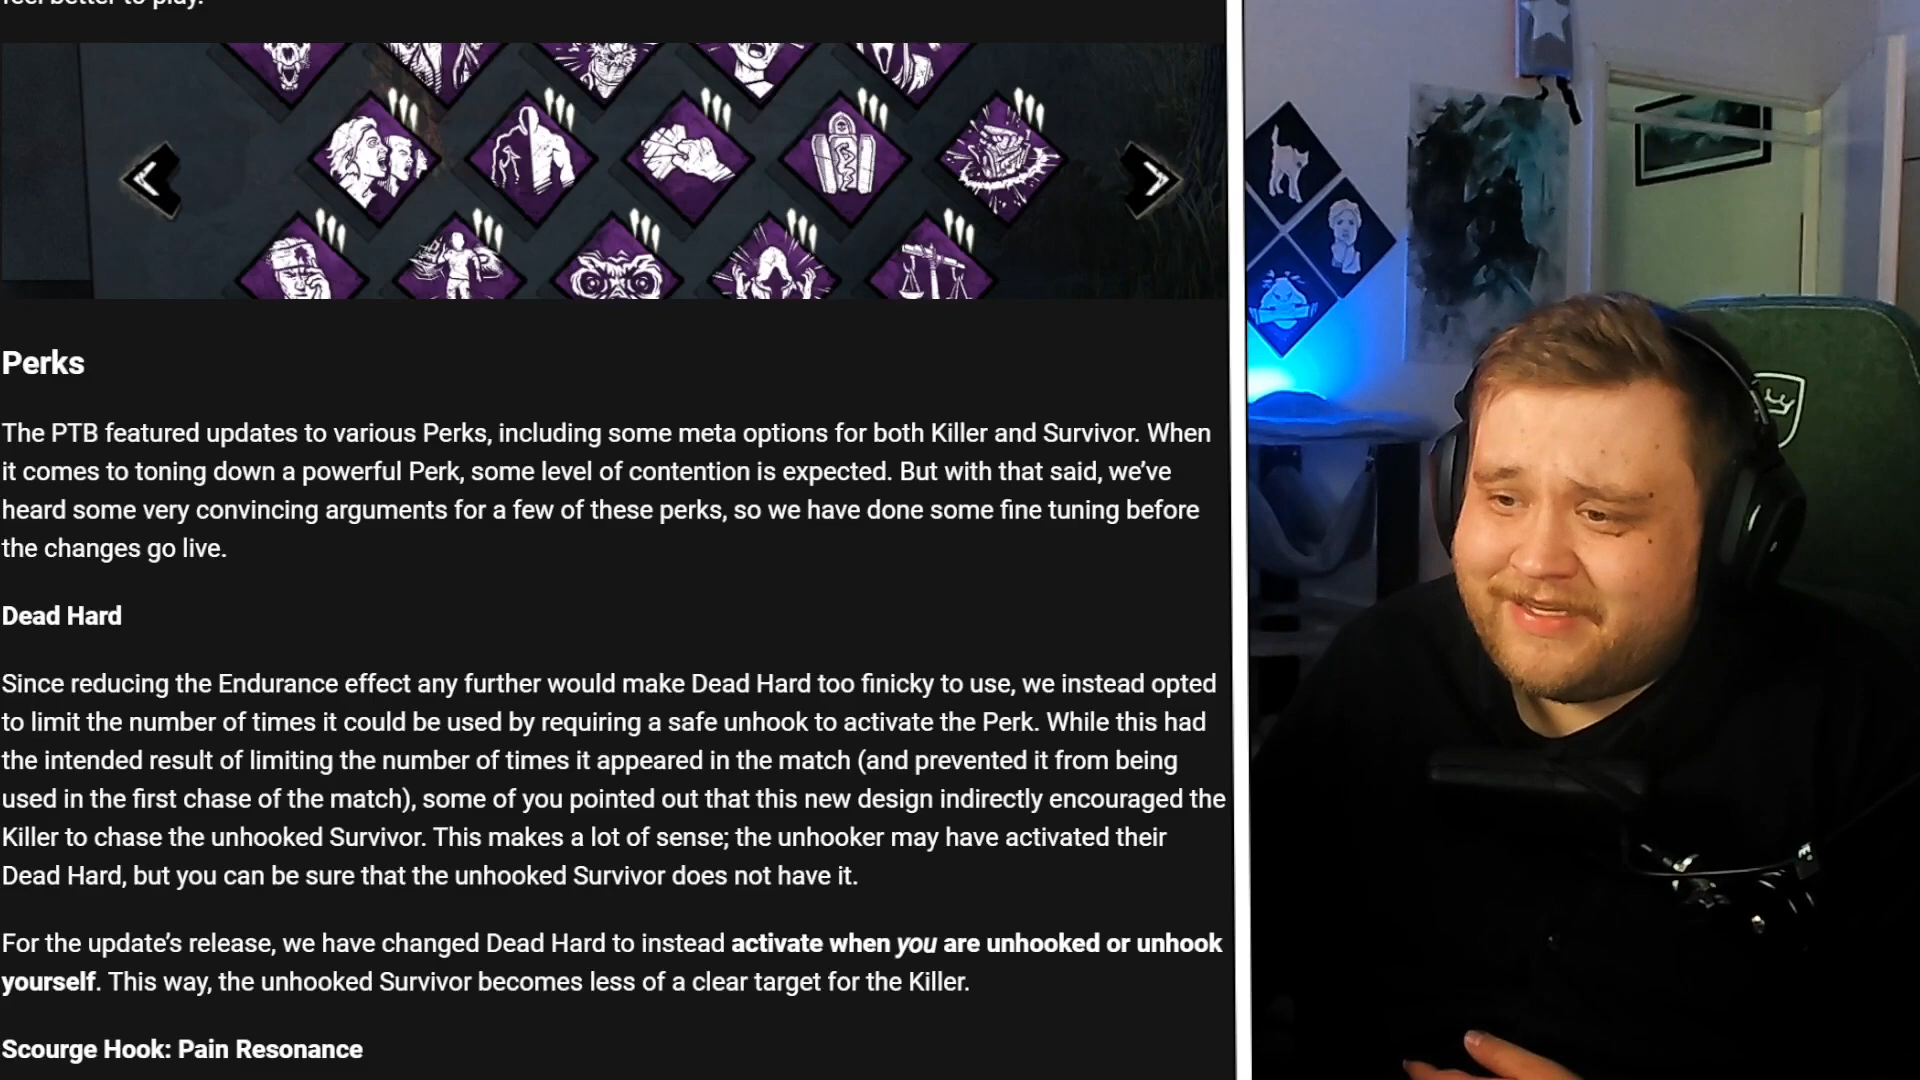 feel better to play.
Perks
The PTB featured updates to various Perks, including some meta options for both Killer and Survivor. When
it comes to toning down a powerful Perk, some level of contention is expected. But with that said, we’ve
heard some very convincing arguments for a few of these perks, so we have done some fine tuning before
the changes go live.
Dead Hard
Since reducing the Endurance effect any further would make Dead Hard too finicky to use, we instead opted
to limit the number of times it could be used by requiring a safe unhook to activate the Perk. While this had
the intended result of limiting the number of times it appeared in the match (and prevented it from being
used in the first chase of the match), some of you pointed out that this new design indirectly encouraged the
Killer to chase the unhooked Survivor. This makes a lot of sense; the unhooker may have activated their
Dead Hard, but you can be sure that the unhooked Survivor does not have it.
For the update’s release, we have changed Dead Hard to instead activate when you are unhooked or unhook
yourself. This way, the unhooked Survivor becomes less of a clear target for the Killer.
Scourge Hook: Pain Resonance